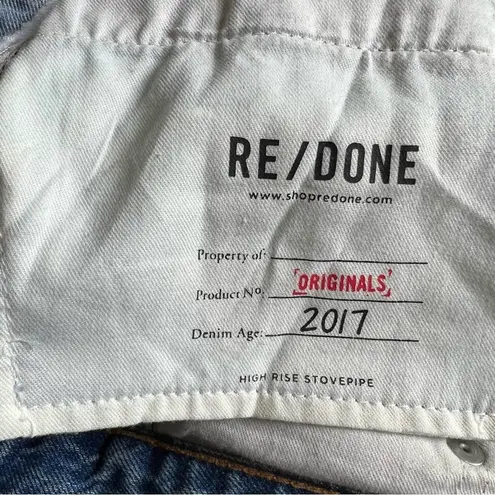 RE/DONE
www.shopredone.com
Property of:
Product Nº: [ORIGINALS]
Denim Age: 2017
HIGH RISE STOVEPIPE